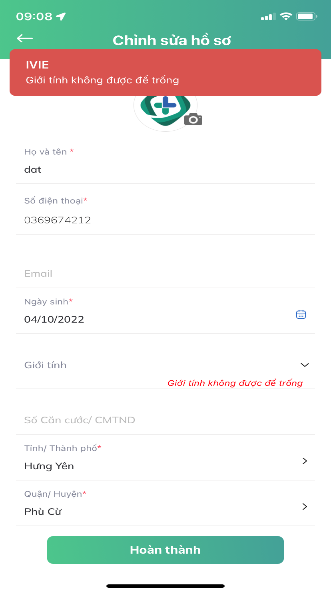 09:08
Chỉnh sửa hồ sơ
IVIE
Giới tính không được để trống
Họ và tên *
dat
Số điện thoại*
0369674212
Email
Ngày sinh*
04/10/2022
Giới tính
Giới tính không được để trống
Số Căn cước/ CMTND
Tỉnh/ Thành phố*
Hưng Yên
Quận/ Huyện*
Phù Cừ
Hoàn thành